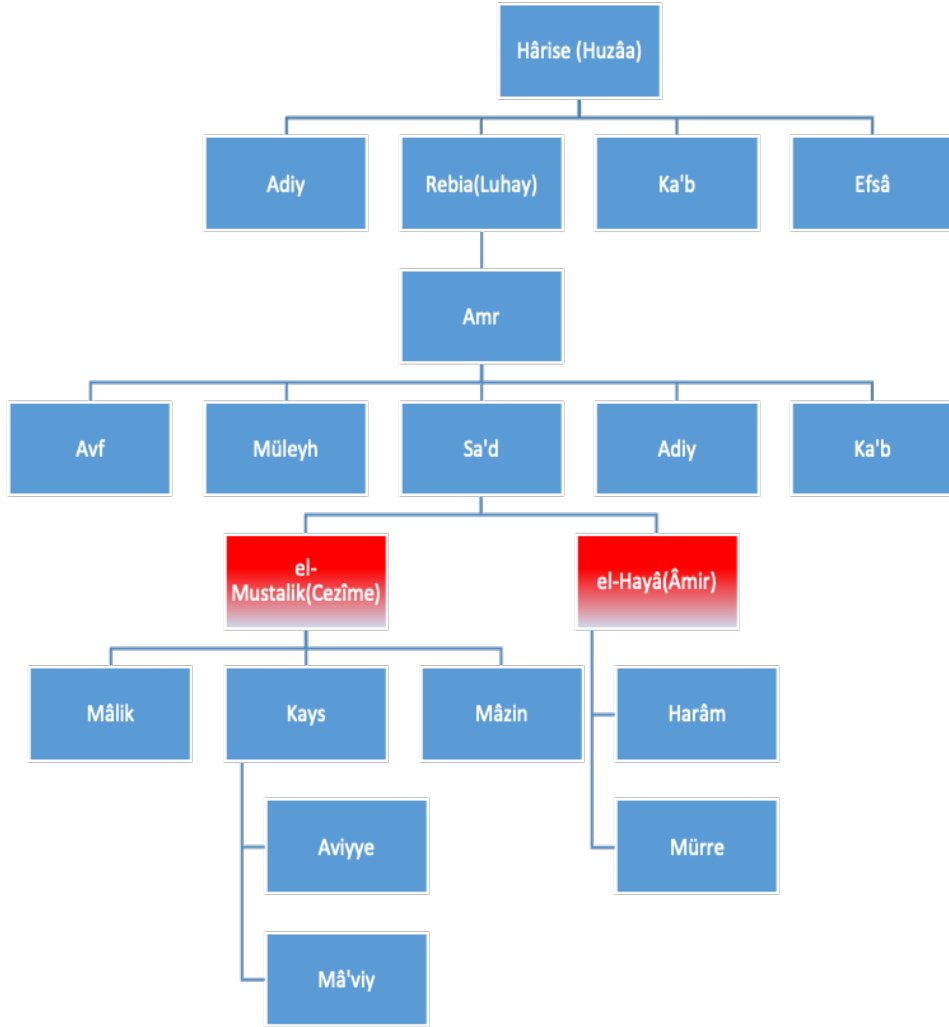 Hârise (Huzâa)
Adiy
Rebia(Luhay)
Ka'b
Efsâ
Amr
Avf
Müleyh
Sa'd
Adiy
Ka'b
el-
Mustalik(Cezîme)
el-Hayâ(Âmir)
Mâlik
Kays
Mâzin
Harâm
Aviyye
Mürre
Mâ'viy